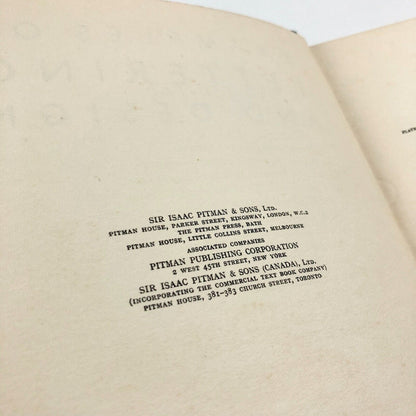 SIR ISAAC PITMAN & SONS, LTD.
PITMAN HOUSE, PARKER STREET, KINGSWAY, LONDON, W.C.2
THE PITMAN PRESS, BATH
PITMAN HOUSE, LITTLE COLLINS STREET, MELBOURNE
ASSOCIATED COMPANIES
PITMAN PUBLISHING CORPORATION
2 WEST 45TH STREET, NEW YORK
SIR ISAAC PITMAN & SONS (CANADA), LTD.
(INCORPORATING THE COMMERCIAL TEXT BOOK COMPANY)
PITMAN HOUSE, 381-383 CHURCH STREET, TORONTO